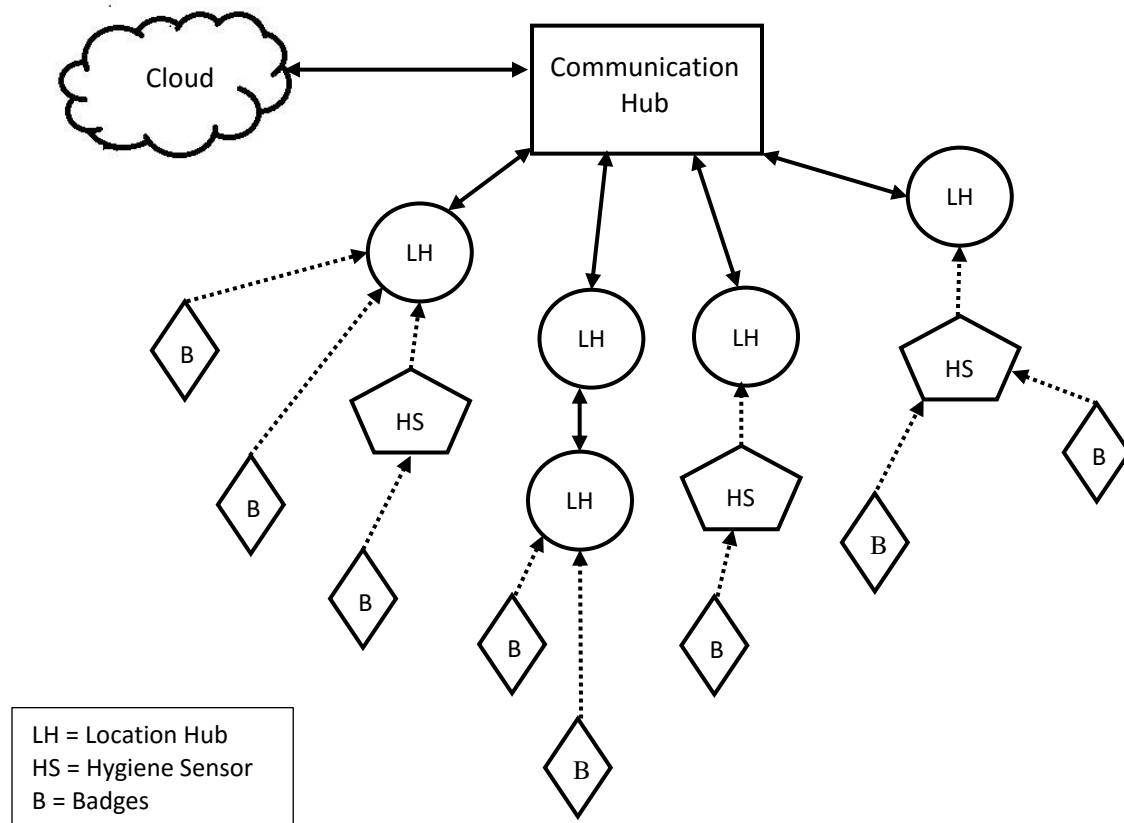 Cloud
Communication
Hub
LH
LH
LH
LH
B
HS
HS
B
B
HS
LH
B
B
B
B
B
LH = Location Hub
HS = Hygiene Sensor
B = Badges